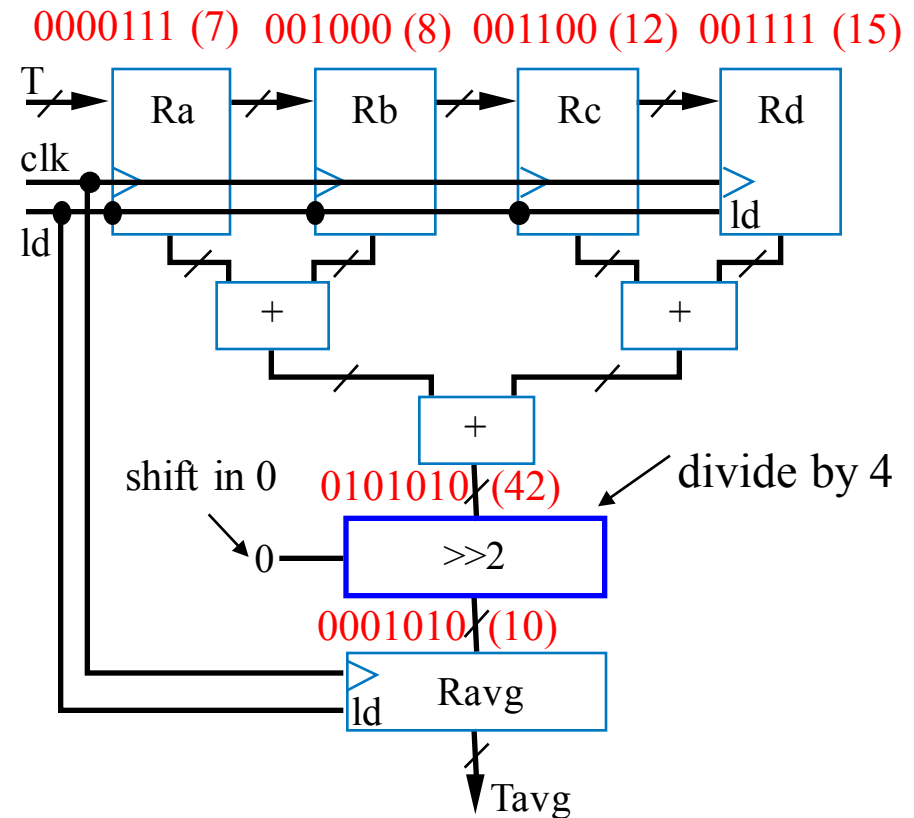 0000111 (7) 001000 (8) 001100 (12) 001111 (15)
T
Ra
Rb
Rc
Rd
clk
ld
ld
+
+
+
shift in 0
0101010 (42)
divide by 4
0
>>2
0001010 (10)
Ravg
ld
Tavg